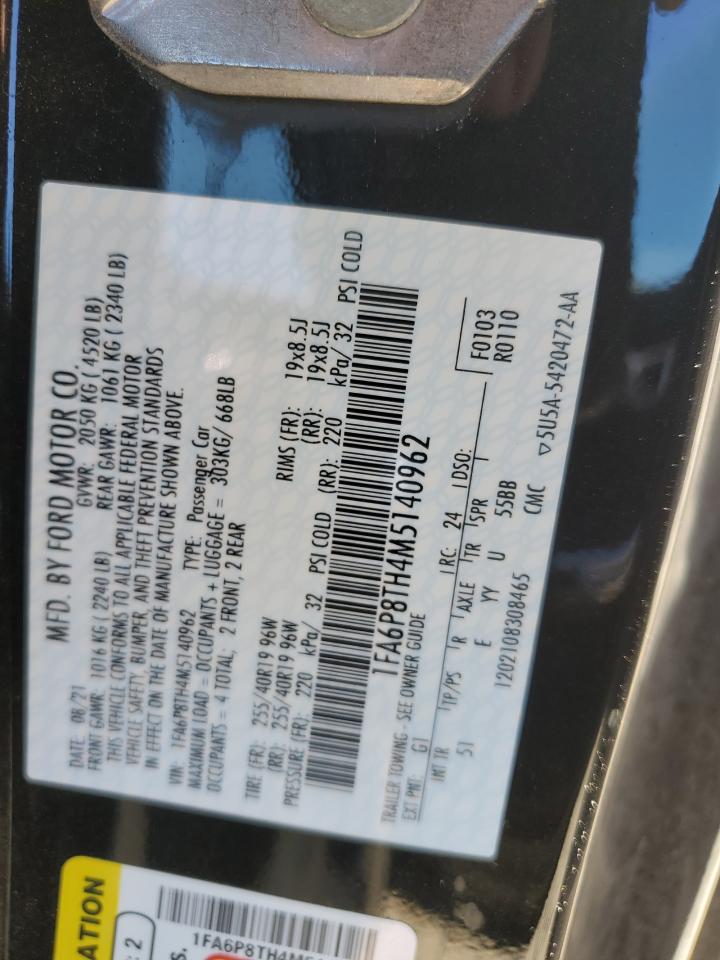 MFD. BY FORD MOTOR CO.
DATE: 08/21 GVWR: 2050 KG ( 4520 LB)
FRONT GAWR: 1016 KG ( 2240 LB) REAR GAWR: 1061 KG ( 2340 LB)
THIS VEHICLE CONFORMS TO ALL APPLICABLE FEDERAL MOTOR
VEHICLE SAFETY, BUMPER, AND THEFT PREVENTION STANDARDS
IN EFFECT ON THE DATE OF MANUFACTURE SHOWN ABOVE.
VIN: 1FA6P8TH4M5140962 TYPE: Passenger Car
MAXIMUM LOAD = OCCUPANTS + LUGGAGE = 303KG/ 668LB
OCCUPANTS = 4 TOTAL; 2 FRONT, 2 REAR
TIRE (FR): 255/40R19 96W RIMS (FR): 19x8.5J
(RR): 255/40R19 96W (RR): 19x8.5J
PRESSURE (FR): 220 kPa/ 32 PSI COLD (RR): 220 kPa/ 32 PSI COLD
1FA6P8TH4M5140962
TRAILER TOWING - SEE OWNER GUIDE
EXT PNT: G1 RC: 24 DSO:
INT TR TP/PS R AXLE TR SPR F0103
51 E YY U 55BB R0110
12021083084​65 CMC ▽5U5A-5420472-AA
ATION
: 2
S.
1FA6P8TH4M5